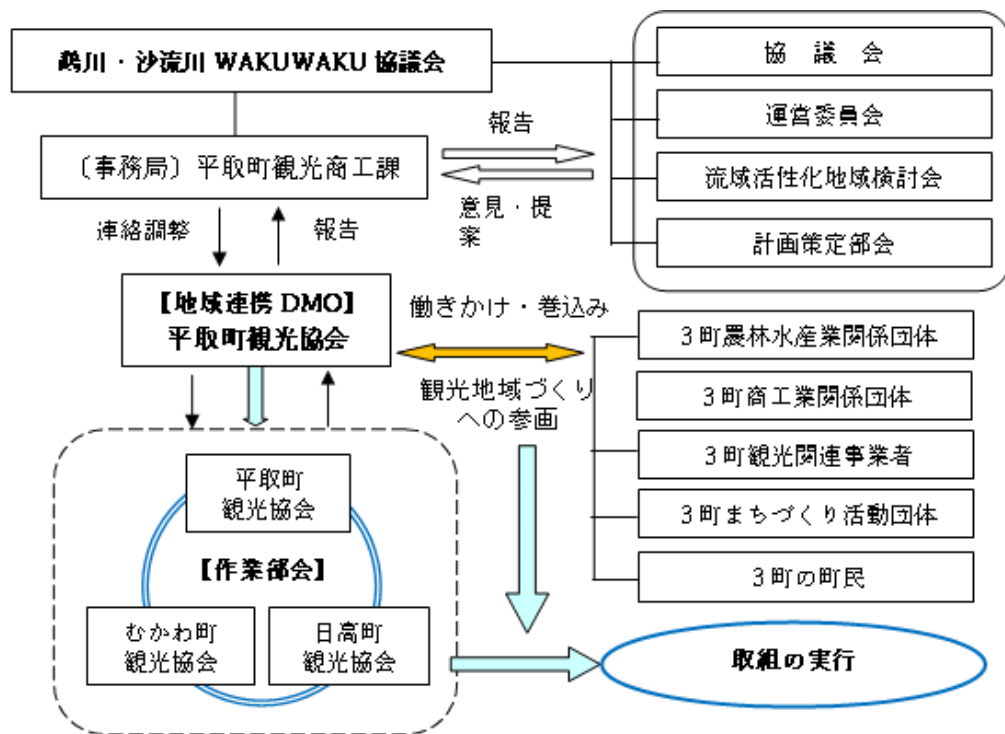 鵡川・沙流川 WAKUWAKU 協議会
〔事務局〕平取町観光商工課
報告
意見・提
案
協 議 会
運営委員会
流域活性化地域検討会
計画策定部会
連絡調整
報告
【地域連携 DMO】
平取町観光協会
働きかけ・巻込み
観光地域づくり
への参画
3町農林水産業関係団体
3町商工業関係団体
3町観光関連事業者
3町まちづくり活動団体
3町の町民
平取町
観光協会
【作業部会】
むかわ町
観光協会
日高町
観光協会
取組の実行